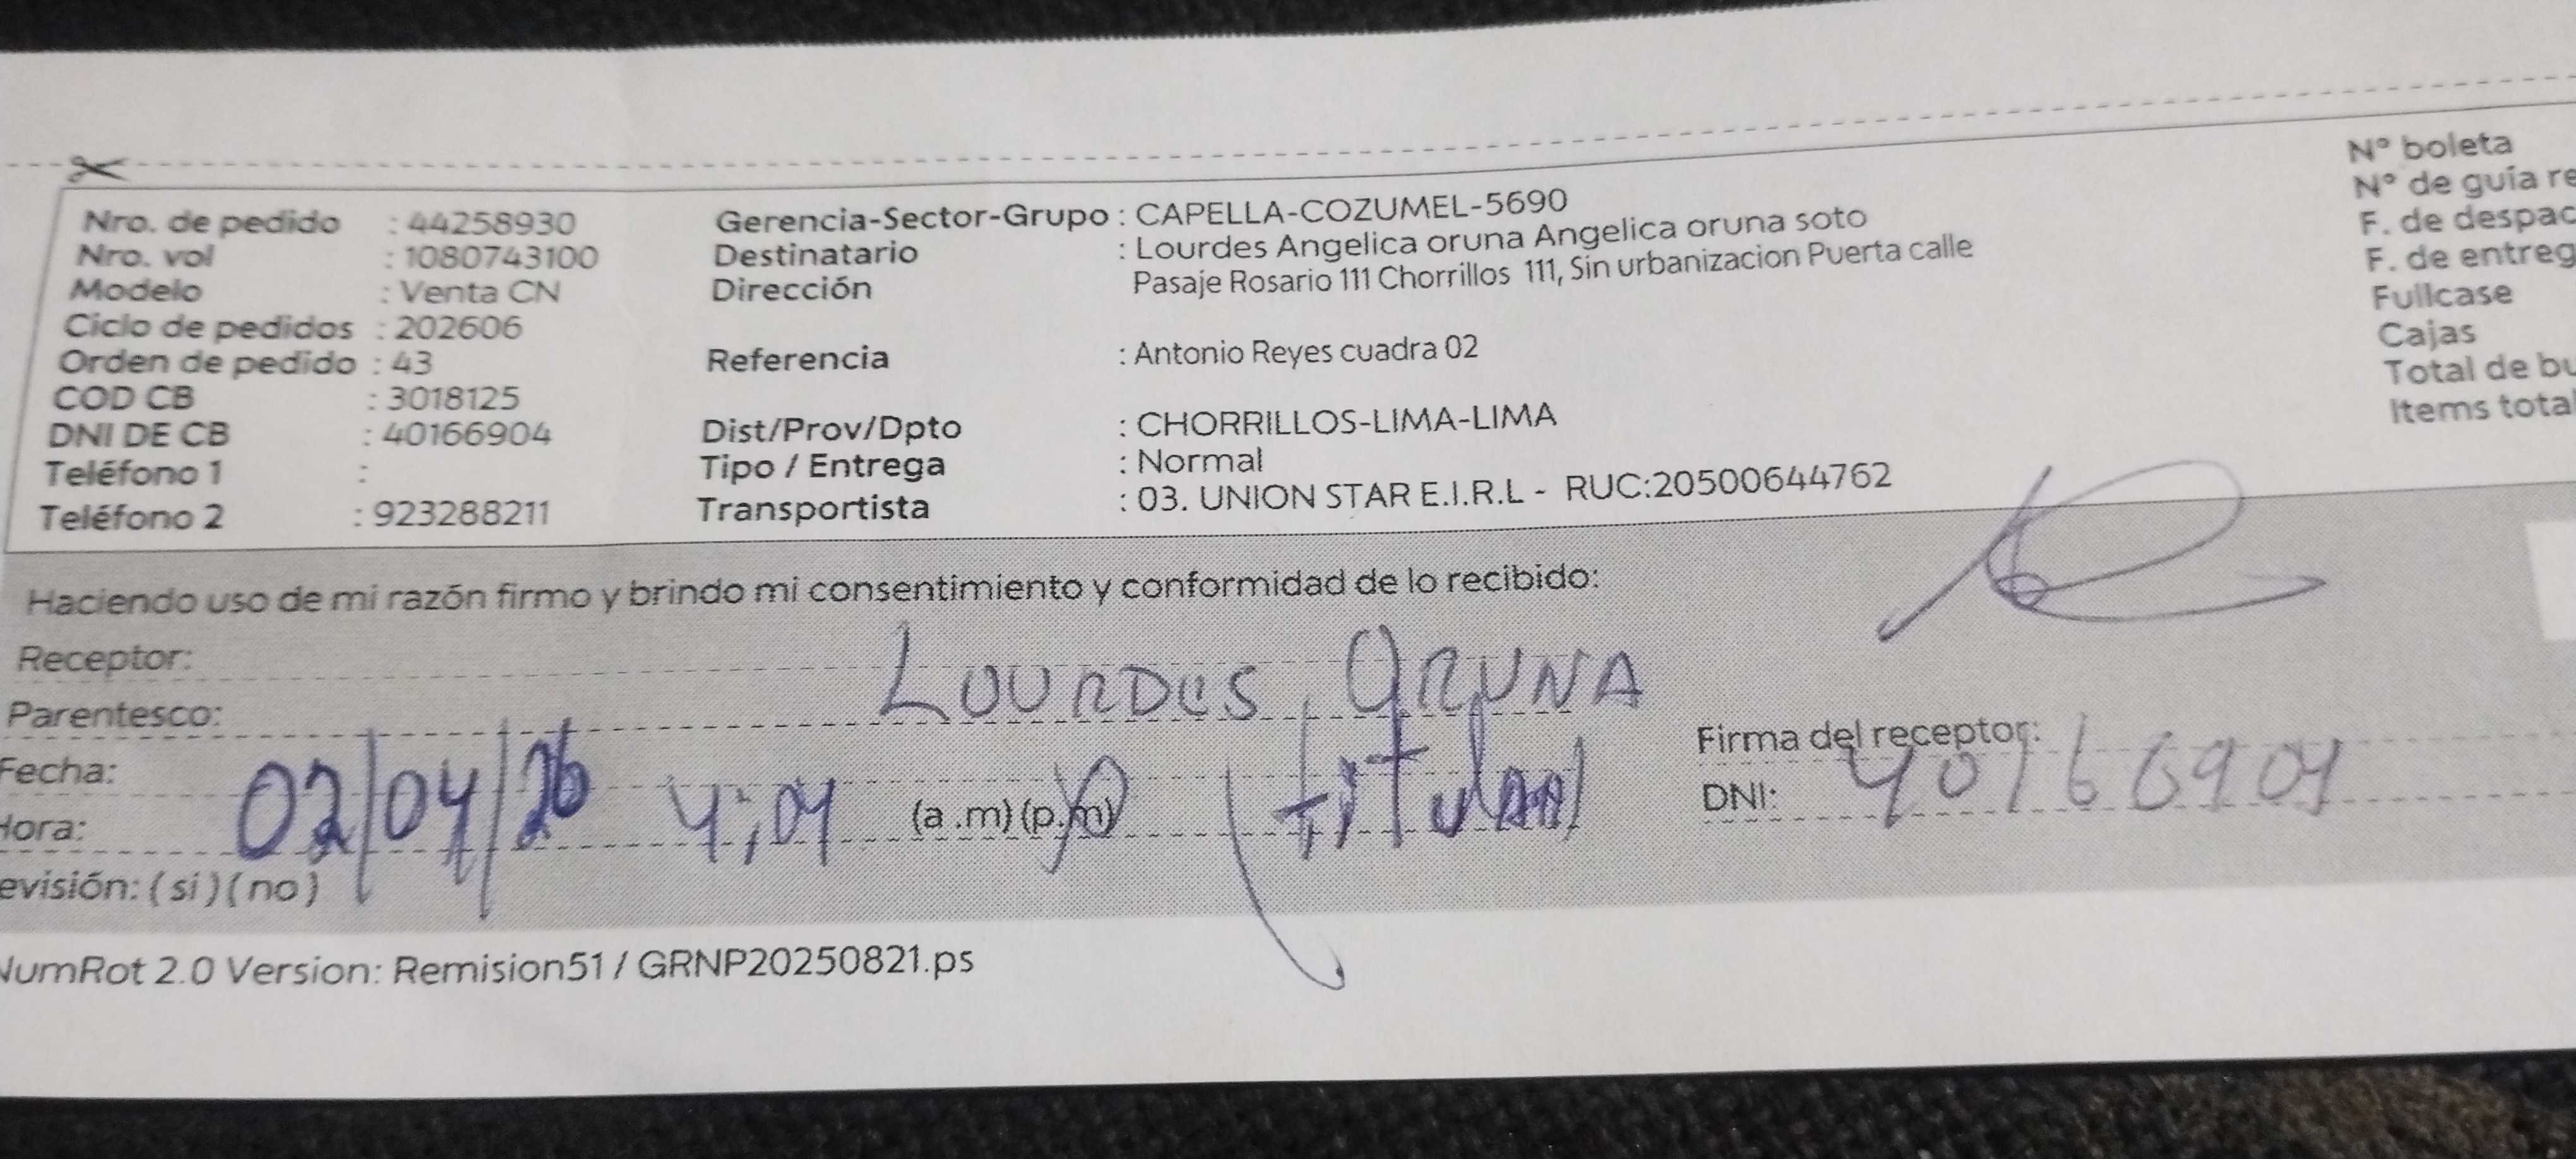 Nro. de pedido : 44258930
Nro. vol : 1080743100
Modelo : Venta CN
Ciclo de pedidos : 202606
Orden de pedido : 43
COD CB : 3018125
DNI DE CB : 40166904
Teléfono 1 :
Teléfono 2 : 923288211
Gerencia-Sector-Grupo : CAPELLA-COZUMEL-5690
Destinatario : Lourdes Angelica oruna Angelica oruna soto
Dirección Pasaje Rosario 111 Chorrillos 111, Sin urbanizacion Puerta calle
Referencia : Antonio Reyes cuadra 02
Dist/Prov/Dpto : CHORRILLOS-LIMA-LIMA
Tipo / Entrega : Normal
Transportista : 03. UNION STAR E.I.R.L - RUC:20500644762
N° boleta
N° de guía re
F. de despac
F. de entreg
Fullcase
Cajas
Total de bu
Items total
Haciendo uso de mi razón firmo y brindo mi consentimiento y conformidad de lo recibido:
Receptor: LOURDES ORUNA
Parentesco: titular
Fecha: 02/04/26
Hora: 4:04 (a .m) (p.m)
evisión: ( si ) ( no )
Firma del receptor:
DNI: 40166904
NumRot 2.0 Version: Remision51 / GRNP20250821.ps